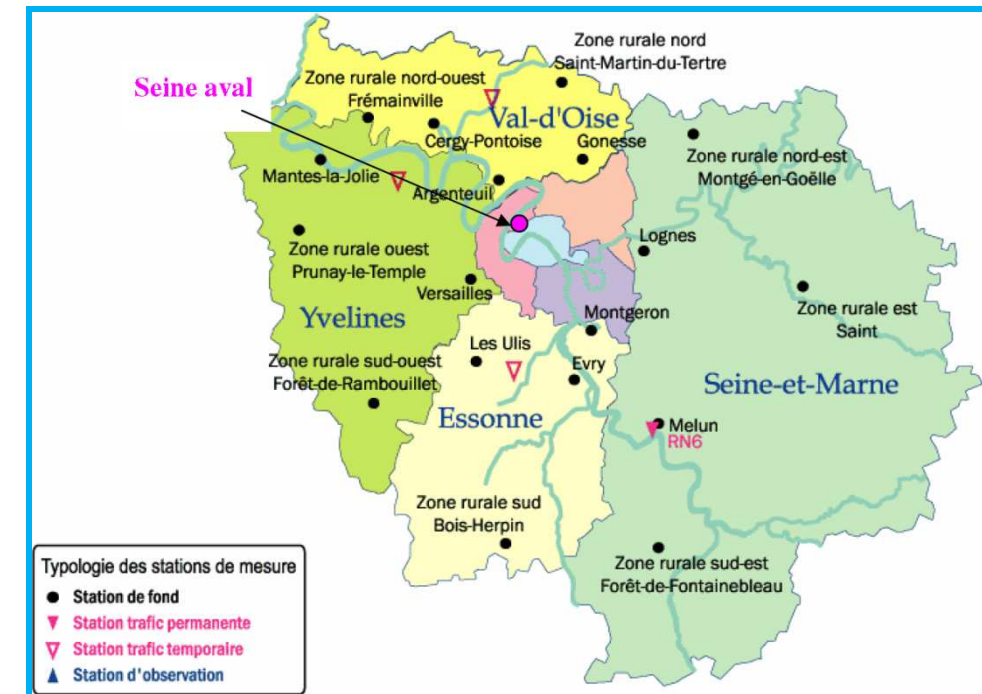 Zone rurale nord
Saint-Martin-du-Tertre
Seine aval
Zone rurale nord-ouest
Frémainville
Val-d'Oise
Cergy-Pontoise
Gonesse
Mantes-la-Jolie
Argenteuil
Zone rurale nord-est
Montgé-en-Goëlle
Lognes
Zone rurale ouest
Prunay-le-Temple
Versailles
Zone rurale est
Saint
Yvelines
Montgeron
Les Ulis
Evry
Zone rurale sud-ouest
Forêt-de-Rambouillet
Seine-et-Marne
Essonne
Melun
RN6
Zone rurale sud
Bois-Herpin
Zone rurale sud-est
Forêt-de-Fontainebleau
Typologie des stations de mesure
Station de fond
Station trafic permanente
Station trafic temporaire
Station d'observation